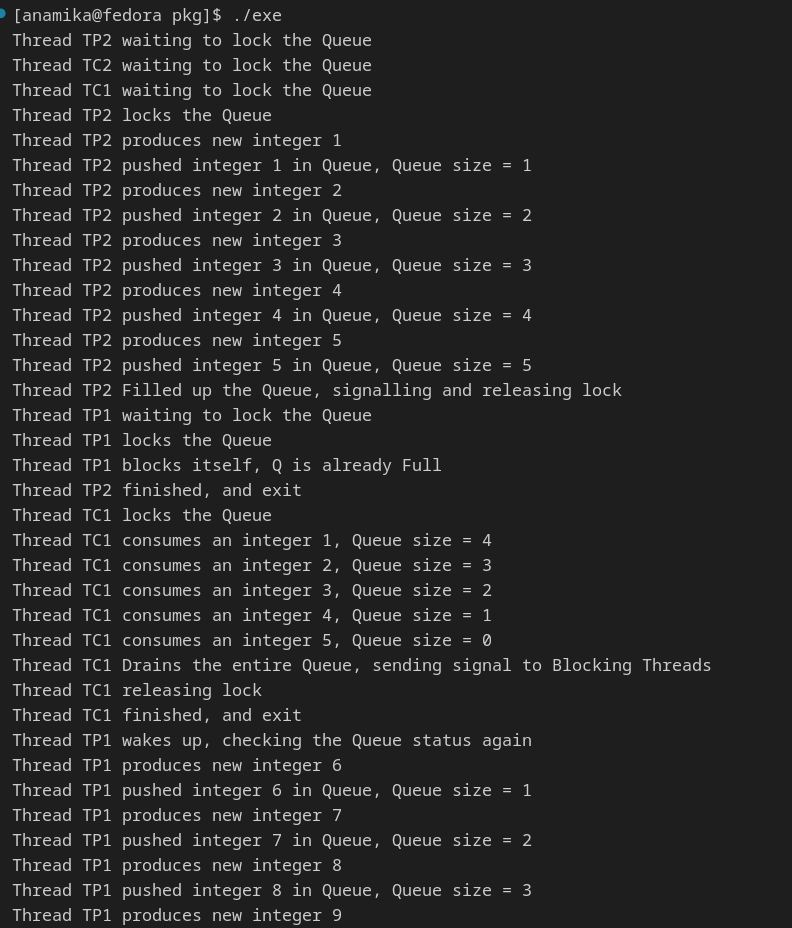 [anamika@fedora pkg]$ ./exe
Thread TP2 waiting to lock the Queue
Thread TC2 waiting to lock the Queue
Thread TC1 waiting to lock the Queue
Thread TP2 locks the Queue
Thread TP2 produces new integer 1
Thread TP2 pushed integer 1 in Queue, Queue size = 1
Thread TP2 produces new integer 2
Thread TP2 pushed integer 2 in Queue, Queue size = 2
Thread TP2 produces new integer 3
Thread TP2 pushed integer 3 in Queue, Queue size = 3
Thread TP2 produces new integer 4
Thread TP2 pushed integer 4 in Queue, Queue size = 4
Thread TP2 produces new integer 5
Thread TP2 pushed integer 5 in Queue, Queue size = 5
Thread TP2 Filled up the Queue, signalling and releasing lock
Thread TP1 waiting to lock the Queue
Thread TP1 locks the Queue
Thread TP1 blocks itself, Q is already Full
Thread TP2 finished, and exit
Thread TC1 locks the Queue
Thread TC1 consumes an integer 1, Queue size = 4
Thread TC1 consumes an integer 2, Queue size = 3
Thread TC1 consumes an integer 3, Queue size = 2
Thread TC1 consumes an integer 4, Queue size = 1
Thread TC1 consumes an integer 5, Queue size = 0
Thread TC1 Drains the entire Queue, sending signal to Blocking Threads
Thread TC1 releasing lock
Thread TC1 finished, and exit
Thread TP1 wakes up, checking the Queue status again
Thread TP1 produces new integer 6
Thread TP1 pushed integer 6 in Queue, Queue size = 1
Thread TP1 produces new integer 7
Thread TP1 pushed integer 7 in Queue, Queue size = 2
Thread TP1 produces new integer 8
Thread TP1 pushed integer 8 in Queue, Queue size = 3
Thread TP1 produces new integer 9